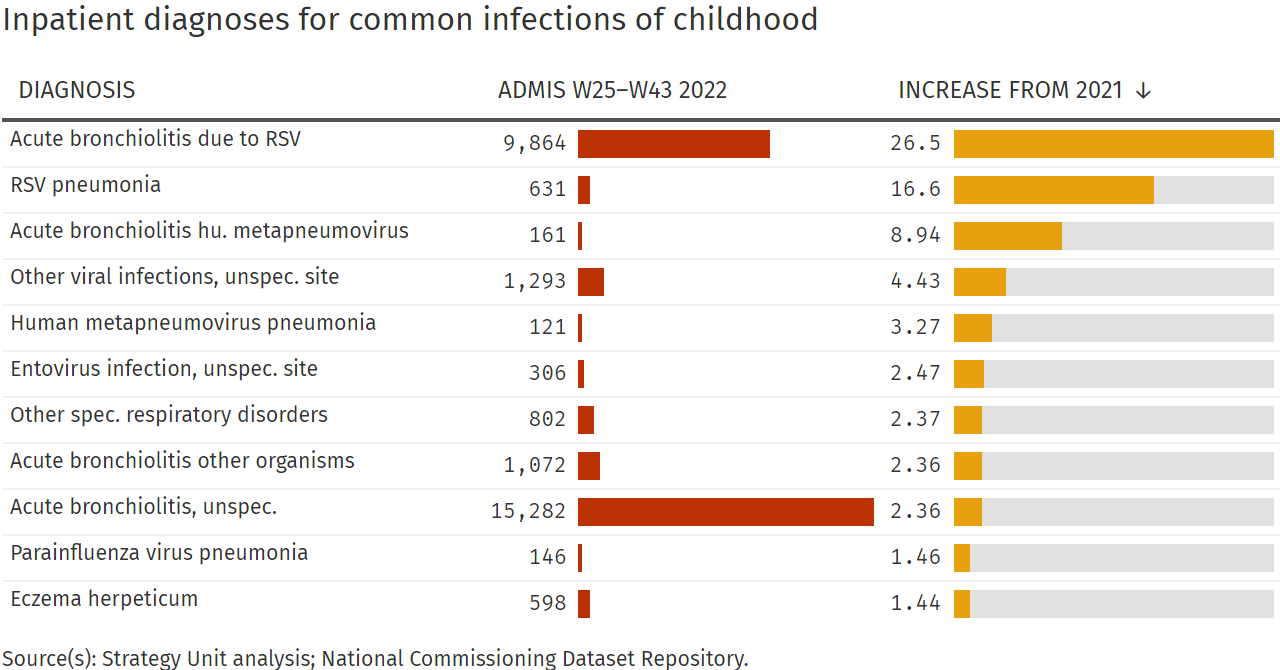 Inpatient diagnoses for common infections of childhood
DIAGNOSIS ADMIS W25–W43 2022 INCREASE FROM 2021 ↓
Acute bronchiolitis due to RSV 9,864 26.5
RSV pneumonia 631 16.6
Acute bronchiolitis hu. metapneumovirus 161 8.94
Other viral infections, unspec. site 1,293 4.43
Human metapneumovirus pneumonia 121 3.27
Entovirus infection, unspec. site 306 2.47
Other spec. respiratory disorders 802 2.37
Acute bronchiolitis other organisms 1,072 2.36
Acute bronchiolitis, unspec. 15,282 2.36
Parainfluenza virus pneumonia 146 1.46
Eczema herpeticum 598 1.44
Source(s): Strategy Unit analysis; National Commissioning Dataset Repository.